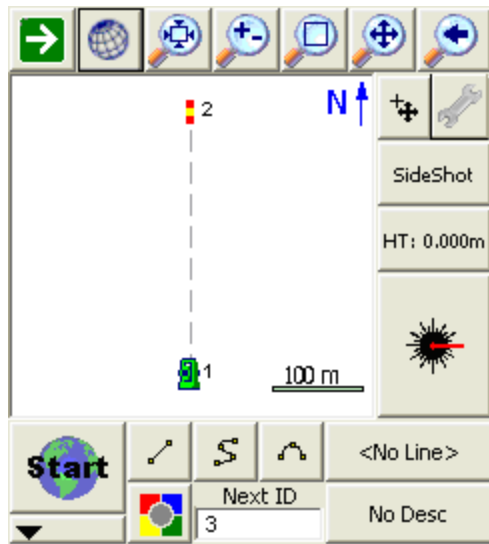 2
N
SideShot
HT: 0.000m
1
100 m
Start
<No Line>
Next ID
3
No Desc